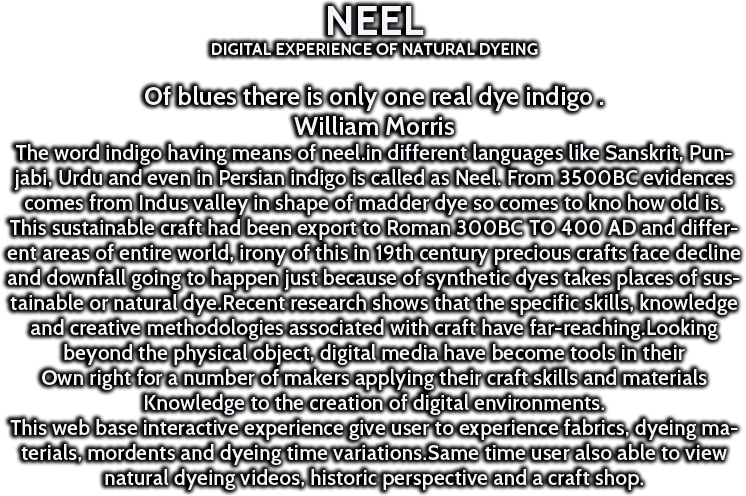 NEEL
DIGITAL EXPERIENCE OF NATURAL DYEING
Of blues there is only one real dye indigo .
William Morris
The word indigo having means of neel.in different languages like Sanskrit, Pun-
jabi, Urdu and even in Persian indigo is called as Neel. From 3500BC evidences
comes from Indus valley in shape of madder dye so comes to kno how old is.
This sustainable craft had been export to Roman 300BC TO 400 AD and differ-
ent areas of entire world, irony of this in 19th century precious crafts face decline
and downfall going to happen just because of synthetic dyes takes places of sus-
tainable or natural dye.Recent research shows that the specific skills, knowledge
and creative methodologies associated with craft have far-reaching.Looking
beyond the physical object, digital media have become tools in their
Own right for a number of makers applying their craft skills and materials
Knowledge to the creation of digital environments.
This web base interactive experience give user to experience fabrics, dyeing ma-
terials, mordents and dyeing time variations.Same time user also able to view
natural dyeing videos, historic perspective and a craft shop.